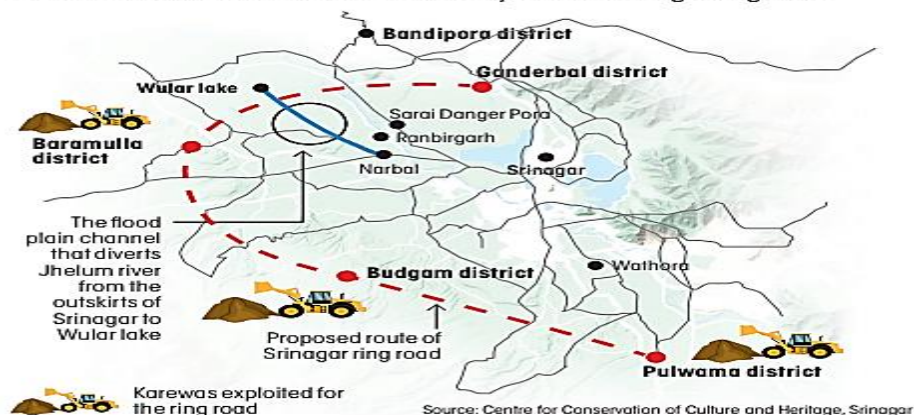 Bandipora district
Ganderbal district
Wular lake
Sarai Danger Pora
Ranbirgarh
Baramulla
district
Narbal
Srinagar
The flood
plain channel
that diverts
Jhelum river
from the
outskirts of
Srinagar to
Wular lake
Budgam district
Wathora
Proposed route of
Srinagar ring road
Pulwama district
Karewas exploited for
the ring road
Source: Centre for Conservation of Culture and Heritage, Srinagar